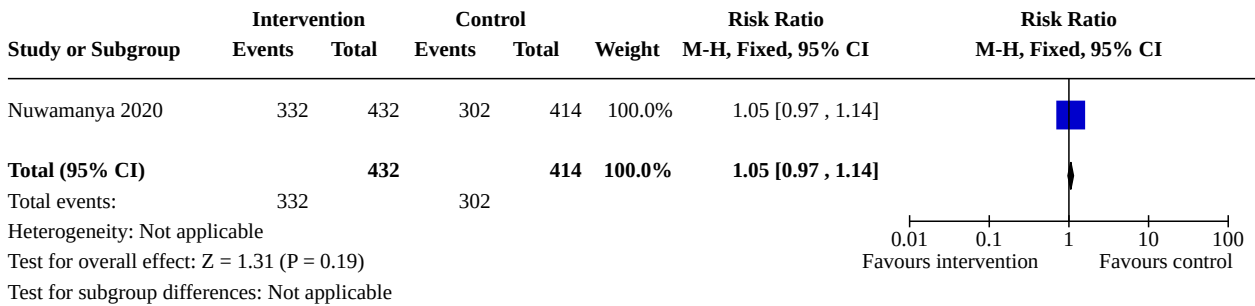 Intervention Control Risk Ratio Risk Ratio
Study or Subgroup Events Total Events Total Weight M-H, Fixed, 95% CI M-H, Fixed, 95% CI
Nuwamanya 2020 332 432 302 414 100.0% 1.05 [0.97 , 1.14]
Total (95% CI) 432 414 100.0% 1.05 [0.97 , 1.14]
Total events: 332 302
Heterogeneity: Not applicable
Test for overall effect: Z = 1.31 (P = 0.19)
Test for subgroup differences: Not applicable
0.01 0.1 1 10 100
Favours intervention Favours control